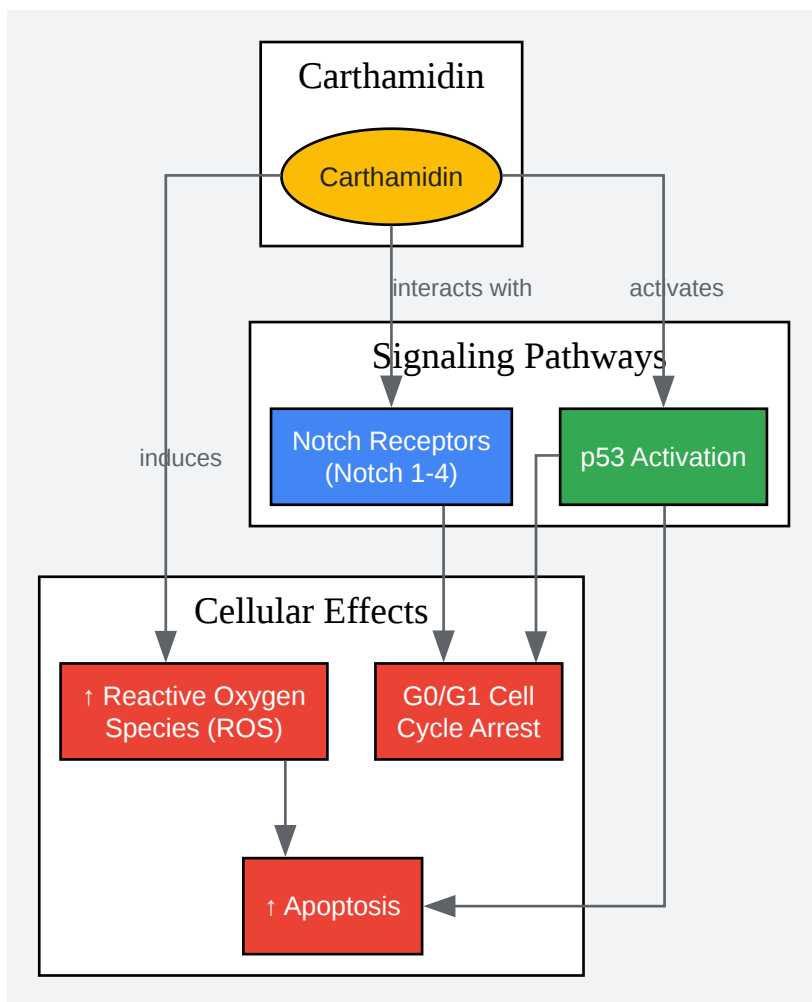 Carthamidin
Carthamidin
interacts with
activates
Signaling Pathways
Notch Receptors
(Notch 1-4)
p53 Activation
induces
Cellular Effects
↑ Reactive Oxygen
Species (ROS)
G0/G1 Cell
Cycle Arrest
↑ Apoptosis